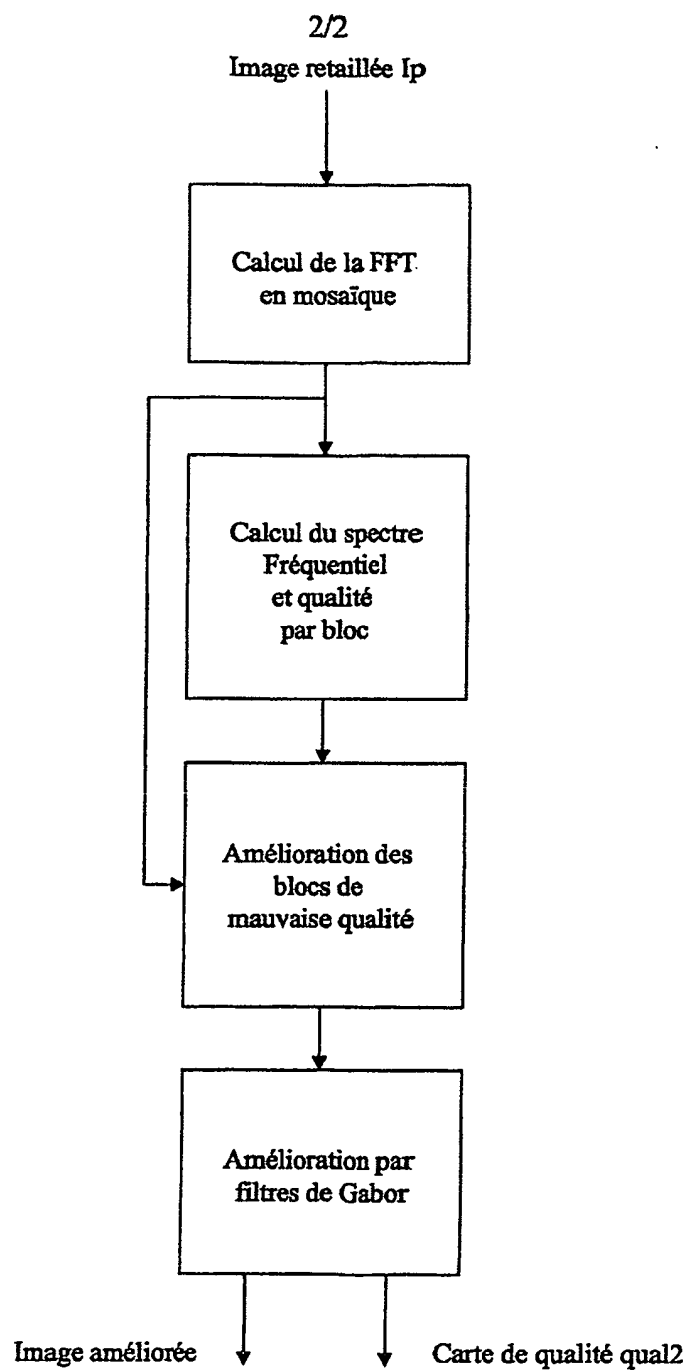 2/2
Image retaillée Ip
Calcul de la FFT
en mosaïque
Calcul du spectre
Fréquentiel
et qualité
par bloc
Amélioration des
blocs de
mauvaise qualité
Amélioration par
filtres de Gabor
Image améliorée
Carte de qualité qual2